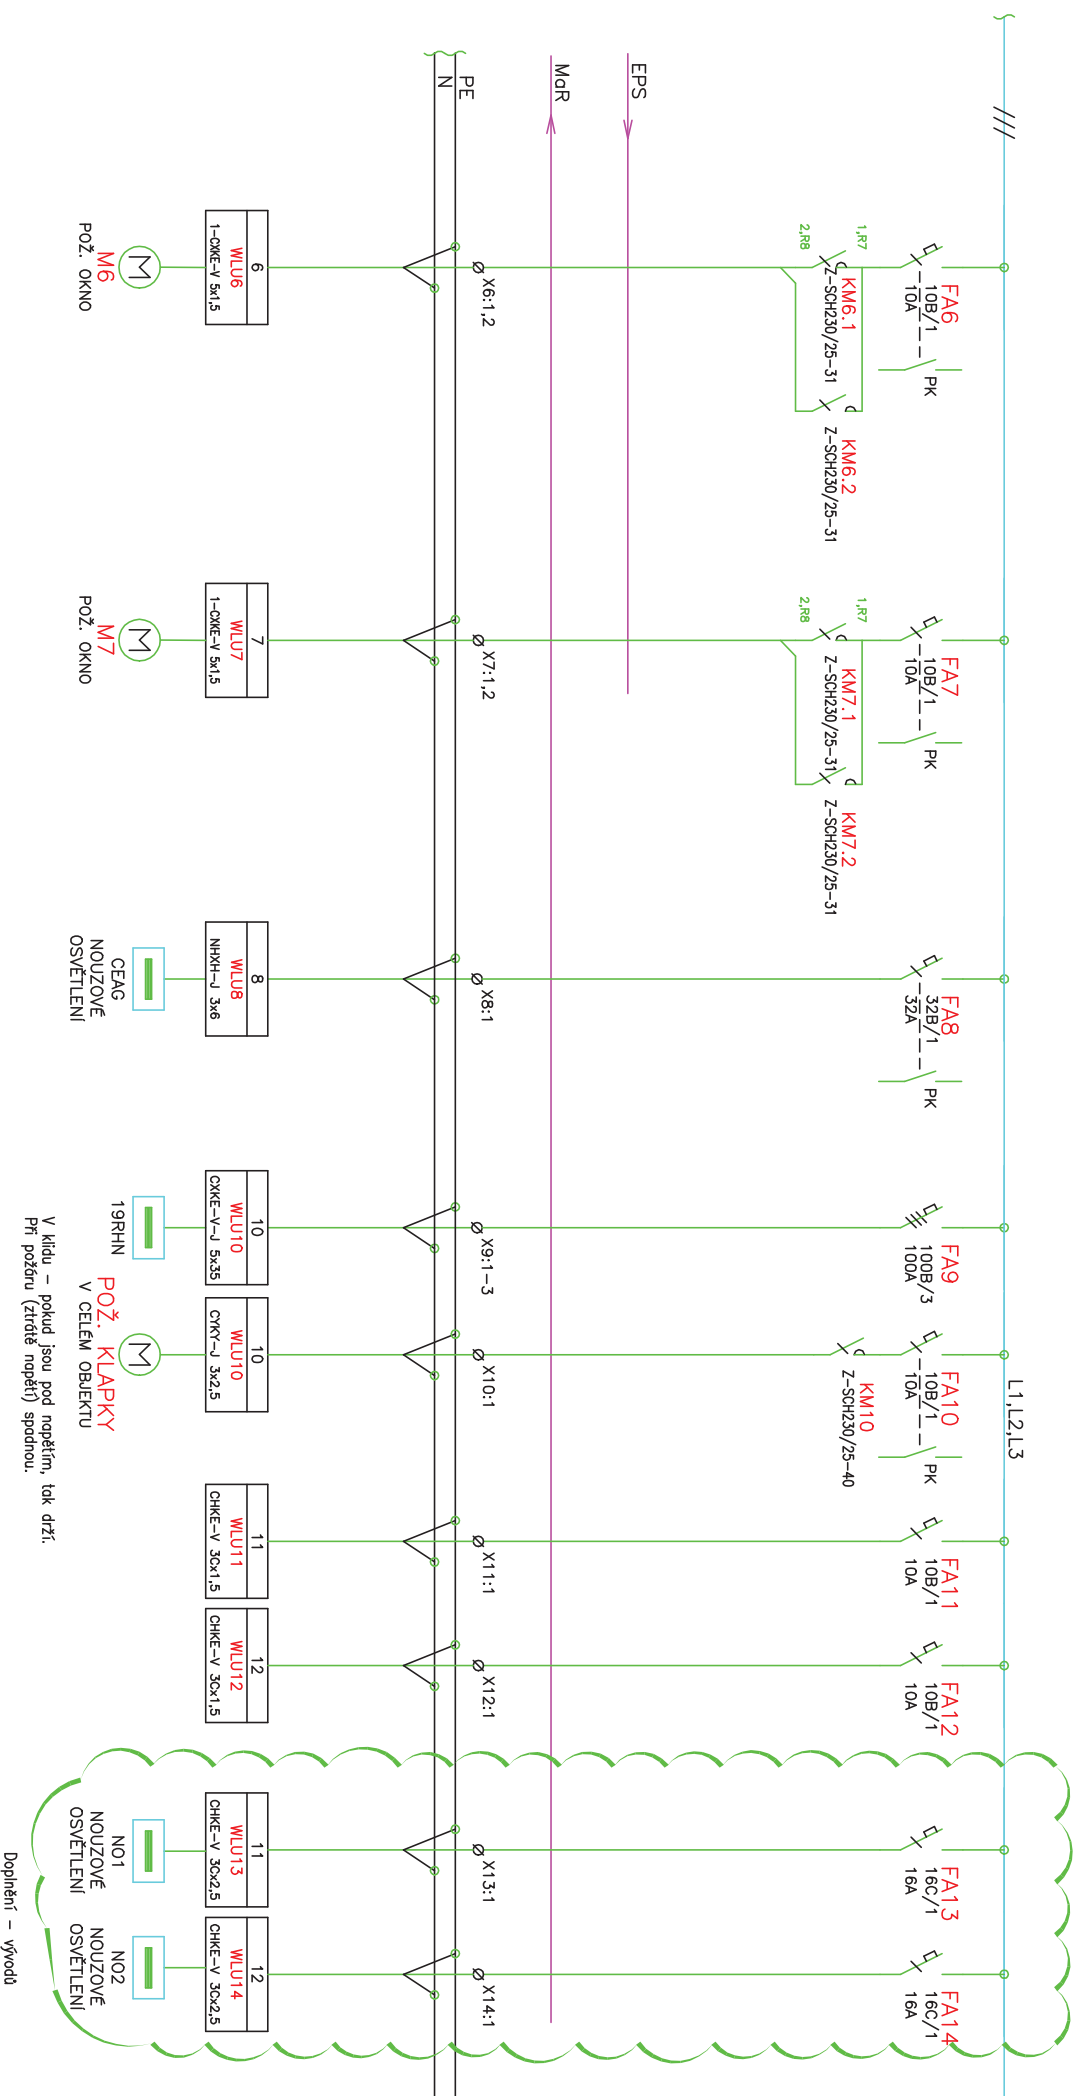 L1,L2,L3
EPS
MaR
PE
N
FA6
10B/1
10A
PK
1,R7
2,R8
KM6.1
Z-SCH230/25-31
KM6.2
Z-SCH230/25-31
X6:1,2
6
WLU6
1-CXKE-V 5x1,5
M
M6
POŽ. OKNO
FA7
10B/1
10A
PK
1,R7
2,R8
KM7.1
Z-SCH230/25-31
KM7.2
Z-SCH230/25-31
X7:1,2
7
WLU7
1-CXKE-V 5x1,5
M
M7
POŽ. OKNO
FA8
32B/1
32A
PK
X8:1
8
WLU8
NHXH-J 3x6
CEAG
NOUZOVÉ
OSVĚTLENÍ
FA9
100B/3
100A
X9:1-3
10
WLU10
CXKE-V-J 5x35
19RHN
FA10
10B/1
10A
PK
KM10
Z-SCH230/25-40
X10:1
10
WLU10
CYKY-J 3x2,5
M
POŽ. KLAPKY
V CELÉM OBJEKTU
V klidu - pokud jsou pod napětím, tak drží.
Při požáru (ztrátě napětí) spadnou.
FA11
10B/1
10A
X11:1
11
WLU11
CHKE-V 3Cx1,5
FA12
10B/1
10A
X12:1
12
WLU12
CHKE-V 3Cx1,5
FA13
16C/1
16A
X13:1
11
WLU13
CHKE-V 3Cx2,5
NO1
NOUZOVÉ
OSVĚTLENÍ
FA14
16C/1
16A
X14:1
12
WLU14
CHKE-V 3Cx2,5
NO2
NOUZOVÉ
OSVĚTLENÍ
Doplnění - vývodů